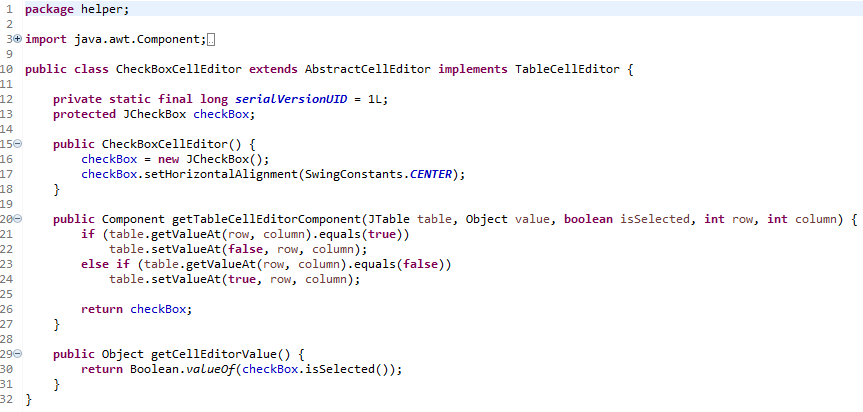 1 package helper;
2
3 import java.awt.Component;
9
10 public class CheckBoxCellEditor extends AbstractCellEditor implements TableCellEditor {
11
12     private static final long serialVersionUID = 1L;
13     protected JCheckBox checkBox;
14
15     public CheckBoxCellEditor() {
16         checkBox = new JCheckBox();
17         checkBox.setHorizontalAlignment(SwingConstants.CENTER);
18     }
19
20     public Component getTableCellEditorComponent(JTable table, Object value, boolean isSelected, int row, int column) {
21         if (table.getValueAt(row, column).equals(true))
22             table.setValueAt(false, row, column);
23         else if (table.getValueAt(row, column).equals(false))
24             table.setValueAt(true, row, column);
25
26         return checkBox;
27     }
28
29     public Object getCellEditorValue() {
30         return Boolean.valueOf(checkBox.isSelected());
31     }
32 }